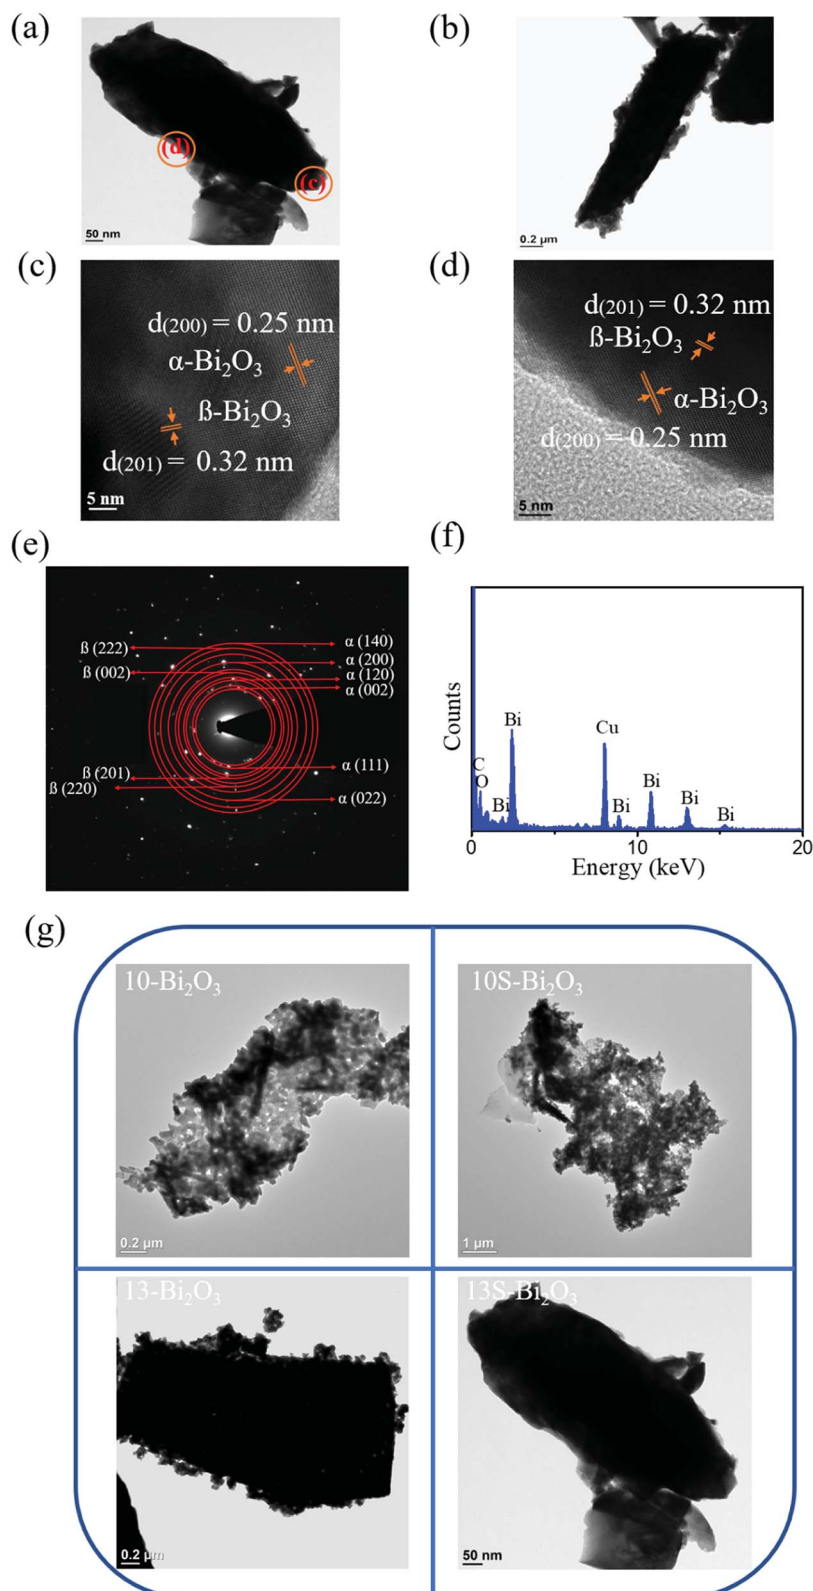 (a)
(b)
(d)
(c)
50 nm
0.2 µm
(c)
(d)
d(200) = 0.25 nm
α-Bi2O3
ß-Bi2O3
d(201) = 0.32 nm
5 nm
d(201) = 0.32 nm
ß-Bi2O3
α-Bi2O3
d(200) = 0.25 nm
5 nm
(e)
(f)
ß (222)
ß (002)
ß (201)
ß (220)
α (140)
α (200)
α (120)
α (002)
α (111)
α (022)
Counts
C
O
Bi
Bi
Cu
Bi
Bi
Bi
Bi
0
10
20
Energy (keV)
(g)
10-Bi2O3
0.2 µm
10S-Bi2O3
1 µm
13-Bi2O3
0.2 µm
13S-Bi2O3
50 nm